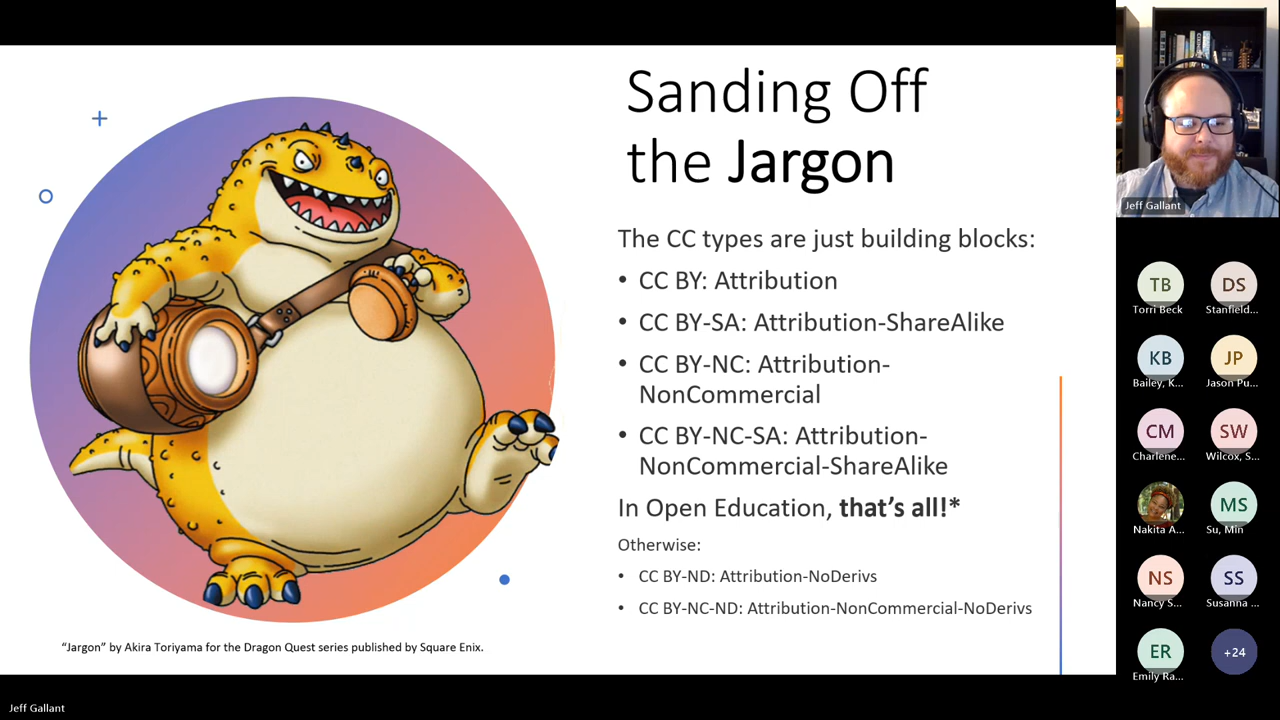 Sanding Off
the Jargon
The CC types are just building blocks:
• CC BY: Attribution
• CC BY-SA: Attribution-ShareAlike
• CC BY-NC: Attribution-
NonCommercial
• CC BY-NC-SA: Attribution-
NonCommercial-ShareAlike
In Open Education, that’s all!*
Otherwise:
• CC BY-ND: Attribution-NoDerivs
• CC BY-NC-ND: Attribution-NonCommercial-NoDerivs
“Jargon” by Akira Toriyama for the Dragon Quest series published by Square Enix.
Jeff Gallant
TB
Torri Beck
DS
Stanfield...
KB
Bailey, K...
JP
Jason Pu...
CM
Charlene...
SW
Wilcox, S...
Nakita A...
MS
Su, Min
NS
Nancy S...
SS
Susanna ...
ER
Emily Ra...
+24
Jeff Gallant